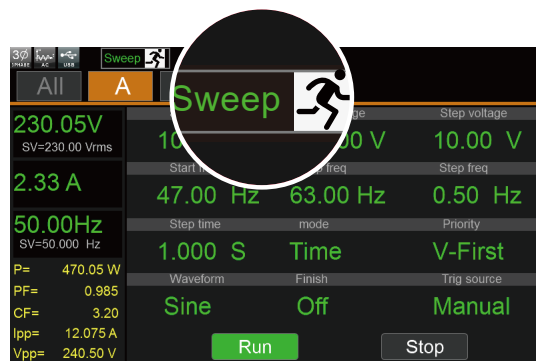 3Ø
3PHASE
AC
USB
Sweep
Sweep
All
A
230.05V
SV=230.00 Vrms
2.33 A
50.00Hz
SV=50.000 Hz
P= 470.05 W
PF= 0.985
CF= 3.20
Ipp= 12.075 A
Vpp= 240.50 V
Step voltage
10.00 V
Step freq
47.00 Hz
63.00 Hz
0.50 Hz
Step time
mode
Priority
1.000 S
Time
V-First
Waveform
Finish
Trig source
Sine
Off
Manual
Run
Stop